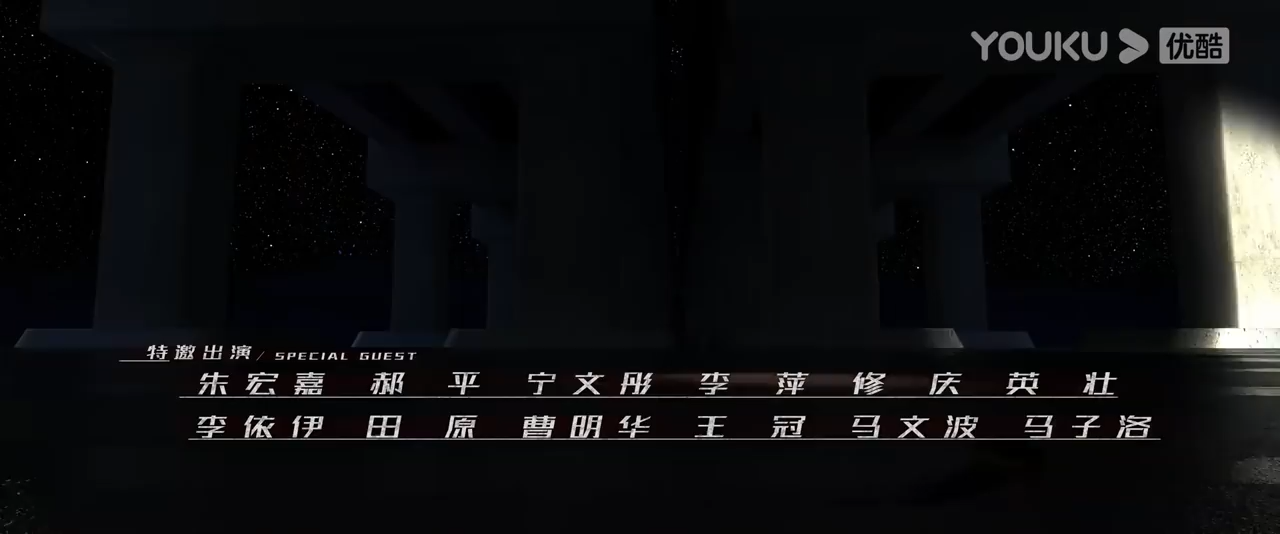 YOUKU 优酷
特邀出演 / SPECIAL GUEST
朱宏嘉 郝平 宁文彤 李萍 修庆 英壮
李依伊 田原 曹明华 王冠 马文波 马子洛